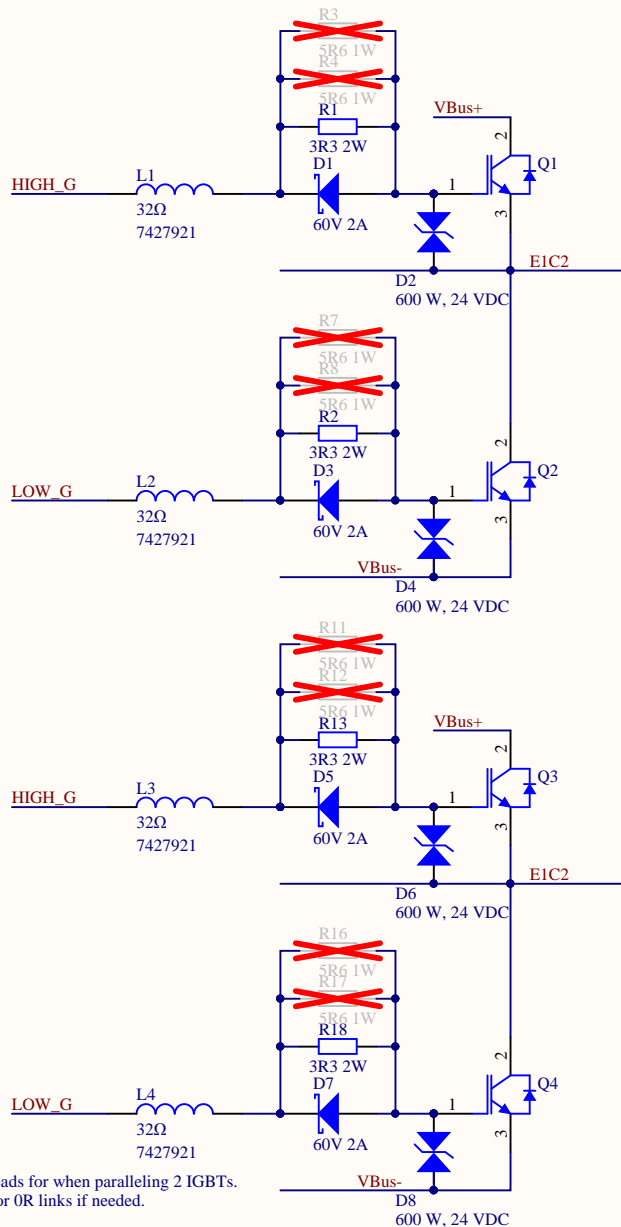 R3
5R6 1W
R4
5R6 1W
VBus+
R1
3R3 2W
2
Q1
D1
L1
HIGH_G
1
32Ω
60V 2A
3
7427921
E1C2
D2
600 W, 24 VDC
R7
5R6 1W
R8
5R6 1W
R2
3R3 2W
2
Q2
D3
L2
LOW_G
1
32Ω
60V 2A
3
7427921
VBus-
D4
600 W, 24 VDC
R11
5R6 1W
R12
5R6 1W
VBus+
R13
3R3 2W
2
Q3
D5
L3
HIGH_G
1
32Ω
60V 2A
3
7427921
E1C2
D6
600 W, 24 VDC
R16
5R6 1W
R17
5R6 1W
R18
3R3 2W
2
Q4
D7
L4
LOW_G
1
32Ω
60V 2A
3
7427921
VBus-
ads for when paralleling 2 IGBTs.
or 0R links if needed.
D8
600 W, 24 VDC